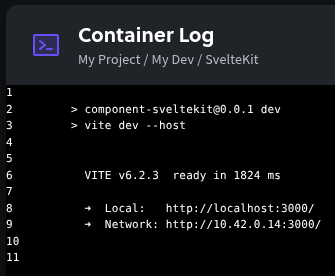 Container Log
My Project / My Dev / SvelteKit
1
2 > component-sveltekit@0.0.1 dev
3 > vite dev --host
4
5
6 VITE v6.2.3 ready in 1824 ms
7
8 ➜ Local: http://localhost:3000/
9 ➜ Network: http://10.42.0.14:3000/
10
11